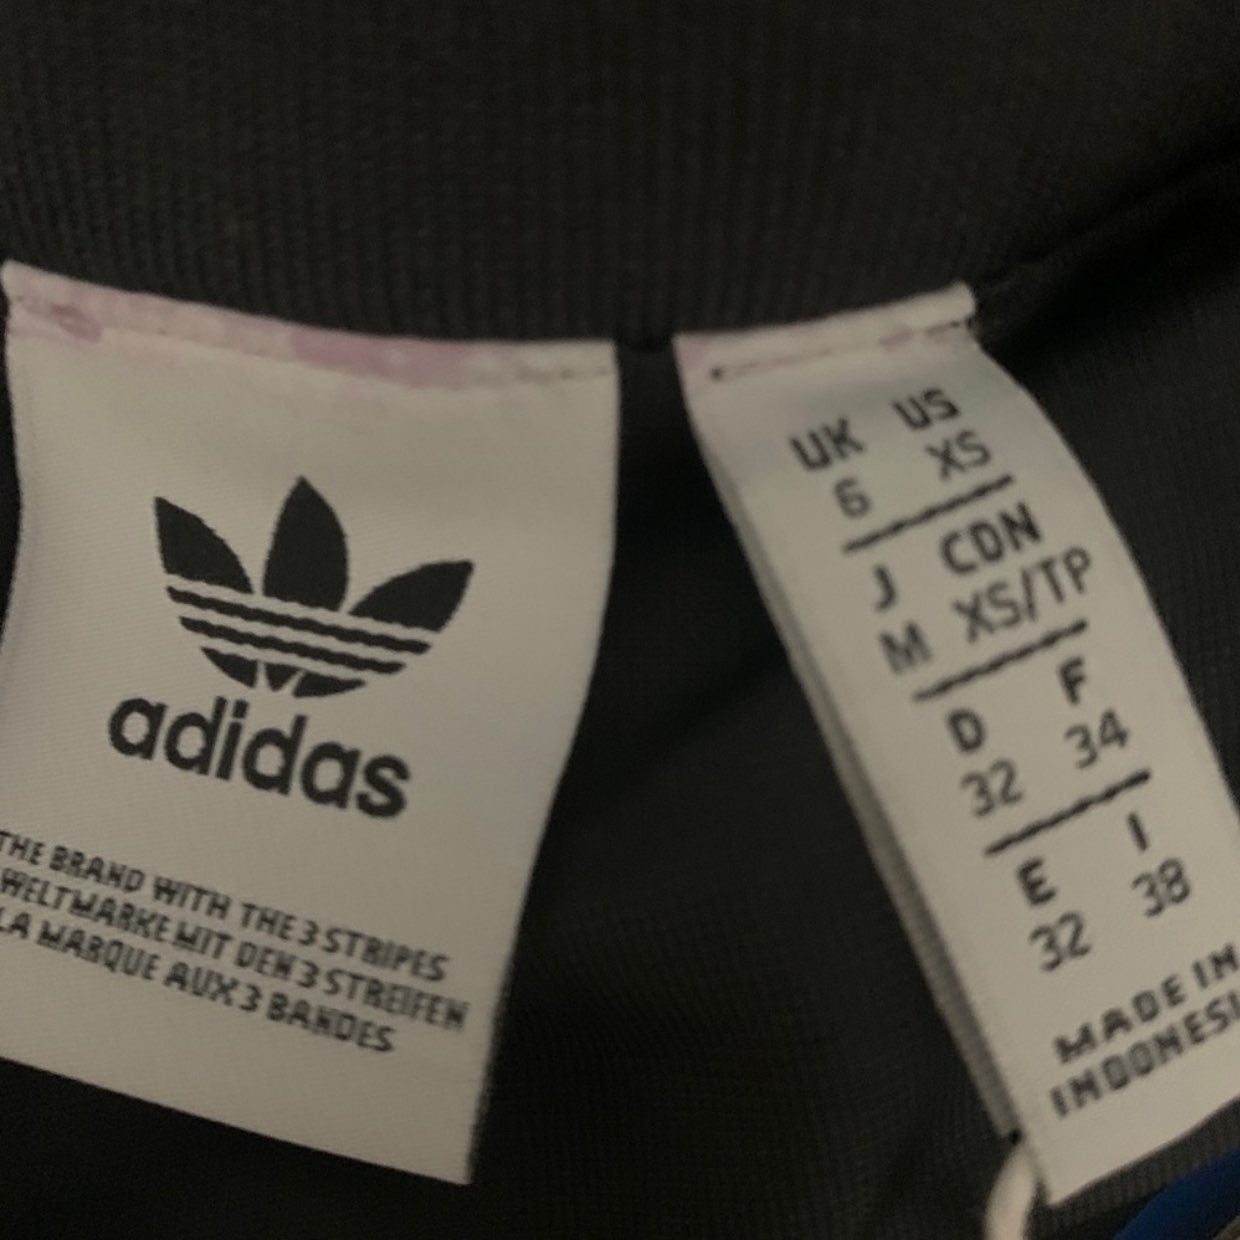 adidas
THE BRAND WITH THE 3 STRIPES
WELTMARKE MIT DEN 3 STREIFEN
LA MARQUE AUX 3 BANDES
UK US
6 XS
J CDN
M XS/TP
D F
32 34
E I
32 38
MADE IN
INDONESI